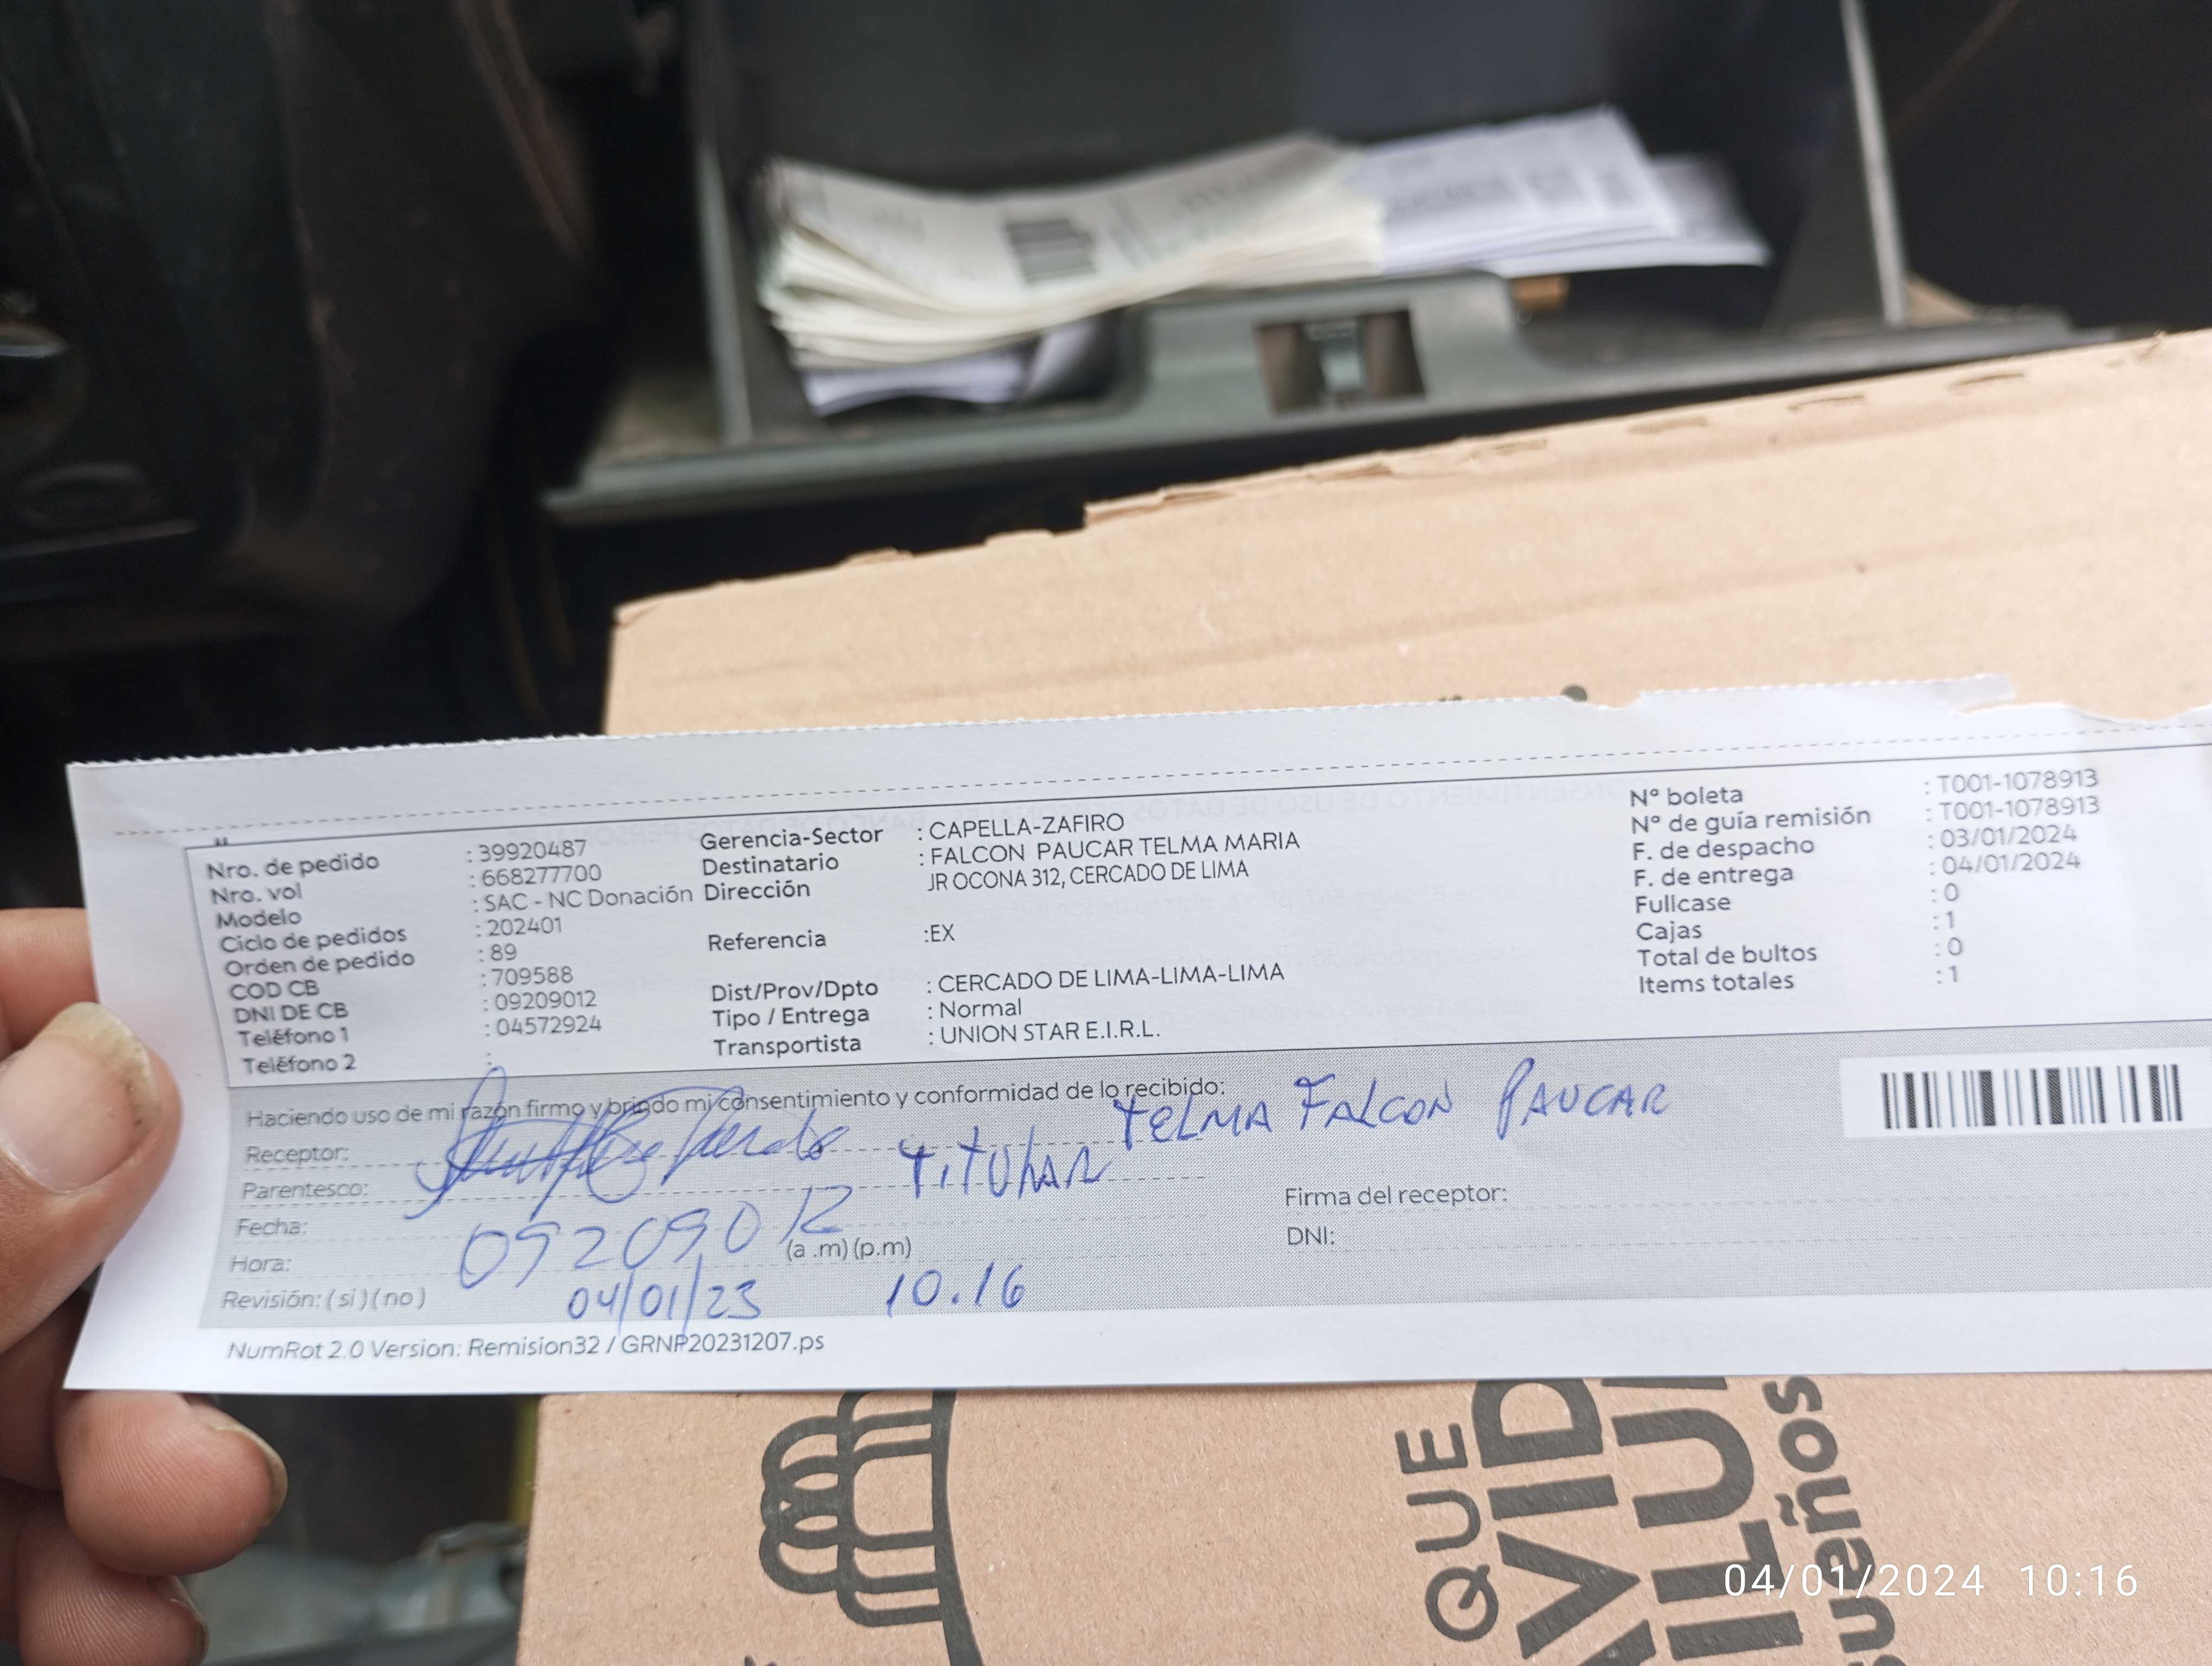 Nro. de pedido : 39920487
Nro. vol : 668277700
Modelo : SAC - NC Donación
Ciclo de pedidos : 202401
Orden de pedido : 89
COD CB : 709588
DNI DE CB : 09209012
Teléfono 1 : 04572924
Teléfono 2 :
Gerencia-Sector : CAPELLA-ZAFIRO
Destinatario : FALCON PAUCAR TELMA MARIA
Dirección JR OCONA 312, CERCADO DE LIMA
Referencia :EX
Dist/Prov/Dpto : CERCADO DE LIMA-LIMA-LIMA
Tipo / Entrega : Normal
Transportista : UNION STAR E.I.R.L.
N° boleta : T001-1078913
N° de guía remisión : T001-1078913
F. de despacho : 03/01/2024
F. de entrega : 04/01/2024
Fullcase : 0
Cajas : 1
Total de bultos : 0
Items totales : 1
Haciendo uso de mi razón firmo y brindo mi consentimiento y conformidad de lo recibido:
TELMA FALCON PAUCAR
Receptor:
TITULAR
Parentesco:
Fecha:
09209012
Hora: (a .m) (p.m)
Revisión: ( si ) ( no )
04/01/23 10.16
Firma del receptor:
DNI:
NumRot 2.0 Version: Remision32 / GRNP20231207.ps
QUE
sueños
04/01/2024 10:16